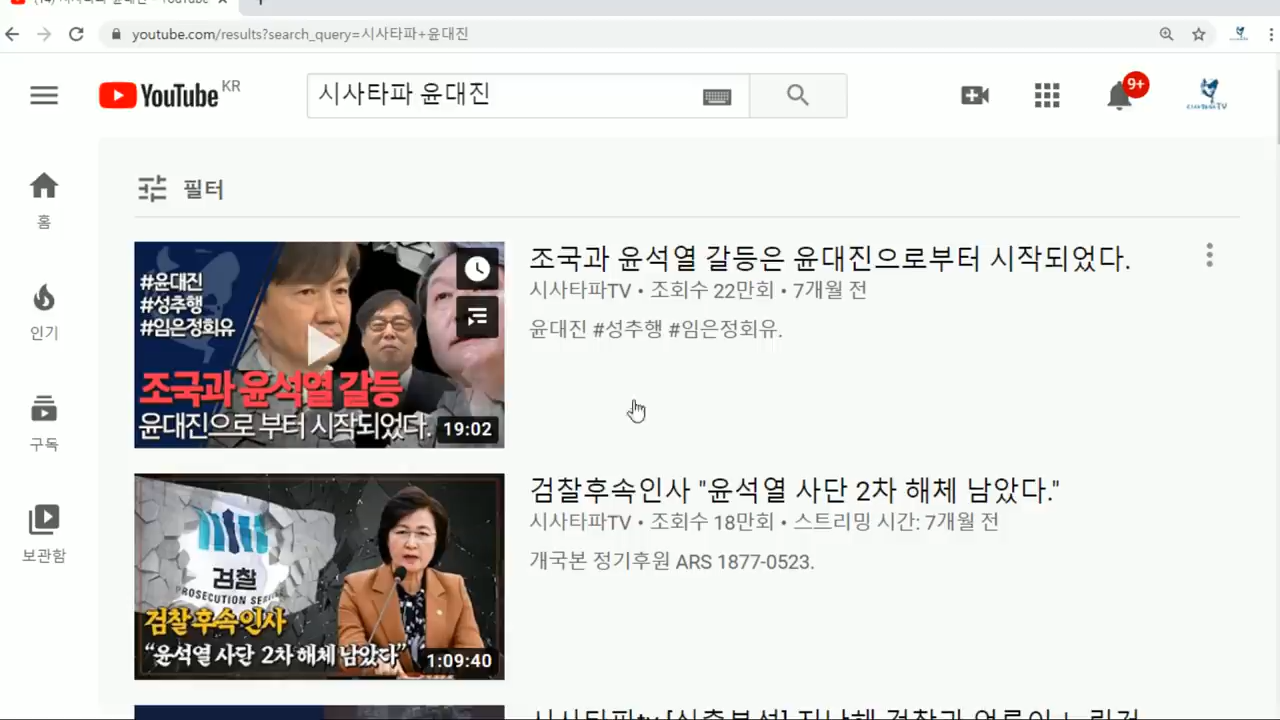 youtube.com/results?search_query=시사타파+윤대진
YouTube KR
시사타파 윤대진
9+
홈
인기
구독
보관함
필터
#윤대진
#성추행
#임은정회유
조국과 윤석열 갈등
윤대진으로 부터 시작되었다.
19:02
조국과 윤석열 갈등은 윤대진으로부터 시작되었다.
시사타파TV • 조회수 22만회 • 7개월 전
윤대진 #성추행 #임은정회유.
검찰
PROSECUTION SERVICE
검찰후속인사
“윤석열 사단 2차 해체 남았다”
1:09:40
검찰후속인사 "윤석열 사단 2차 해체 남았다."
시사타파TV • 조회수 18만회 • 스트리밍 시간: 7개월 전
개국본 정기후원 ARS 1877-0523.